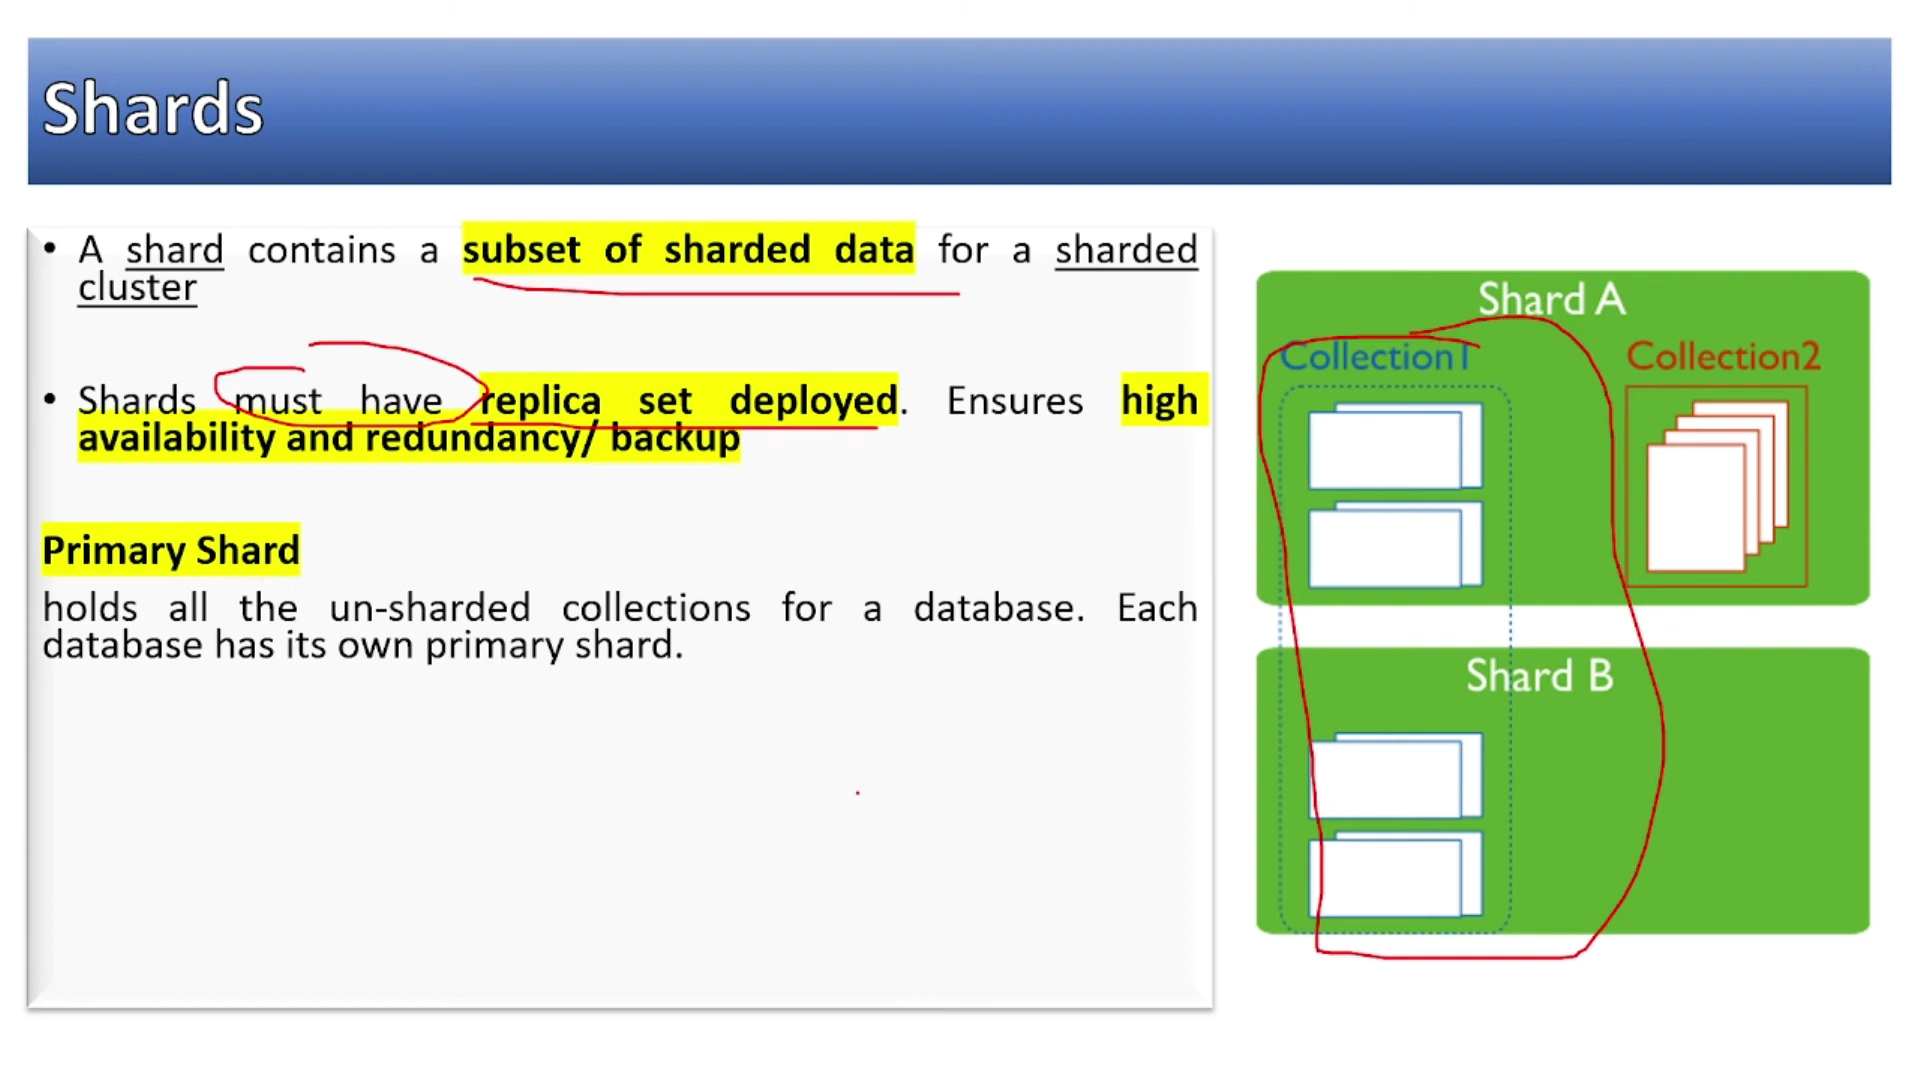 Shards
• A shard contains a subset of sharded data for a sharded
cluster
• Shards must have replica set deployed. Ensures high
availability and redundancy/ backup
Primary Shard
holds all the un-sharded collections for a database. Each
database has its own primary shard.
Shard A
Collection1
Collection2
Shard B